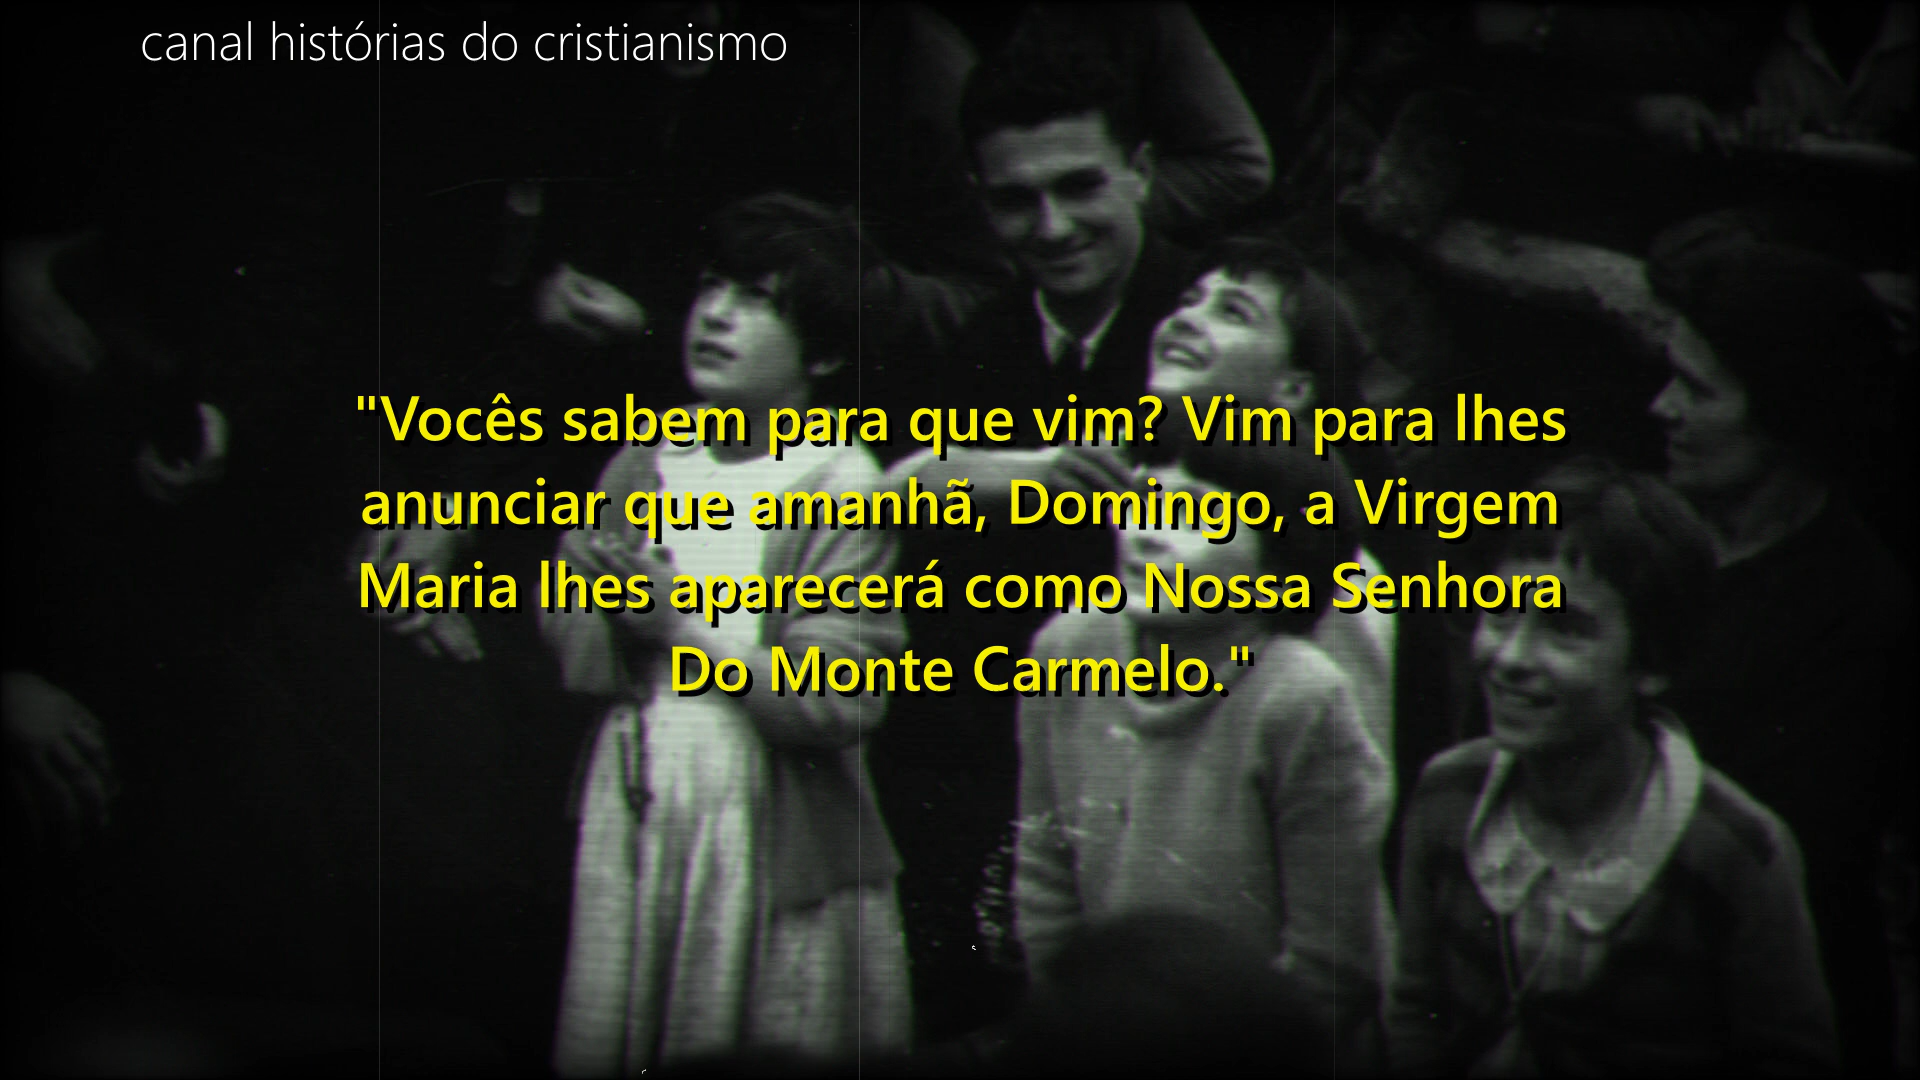 canal histórias do cristianismo
"Vocês sabem para que vim? Vim para lhes
anunciar que amanhã, Domingo, a Virgem
Maria lhes aparecerá como Nossa Senhora
Do Monte Carmelo."